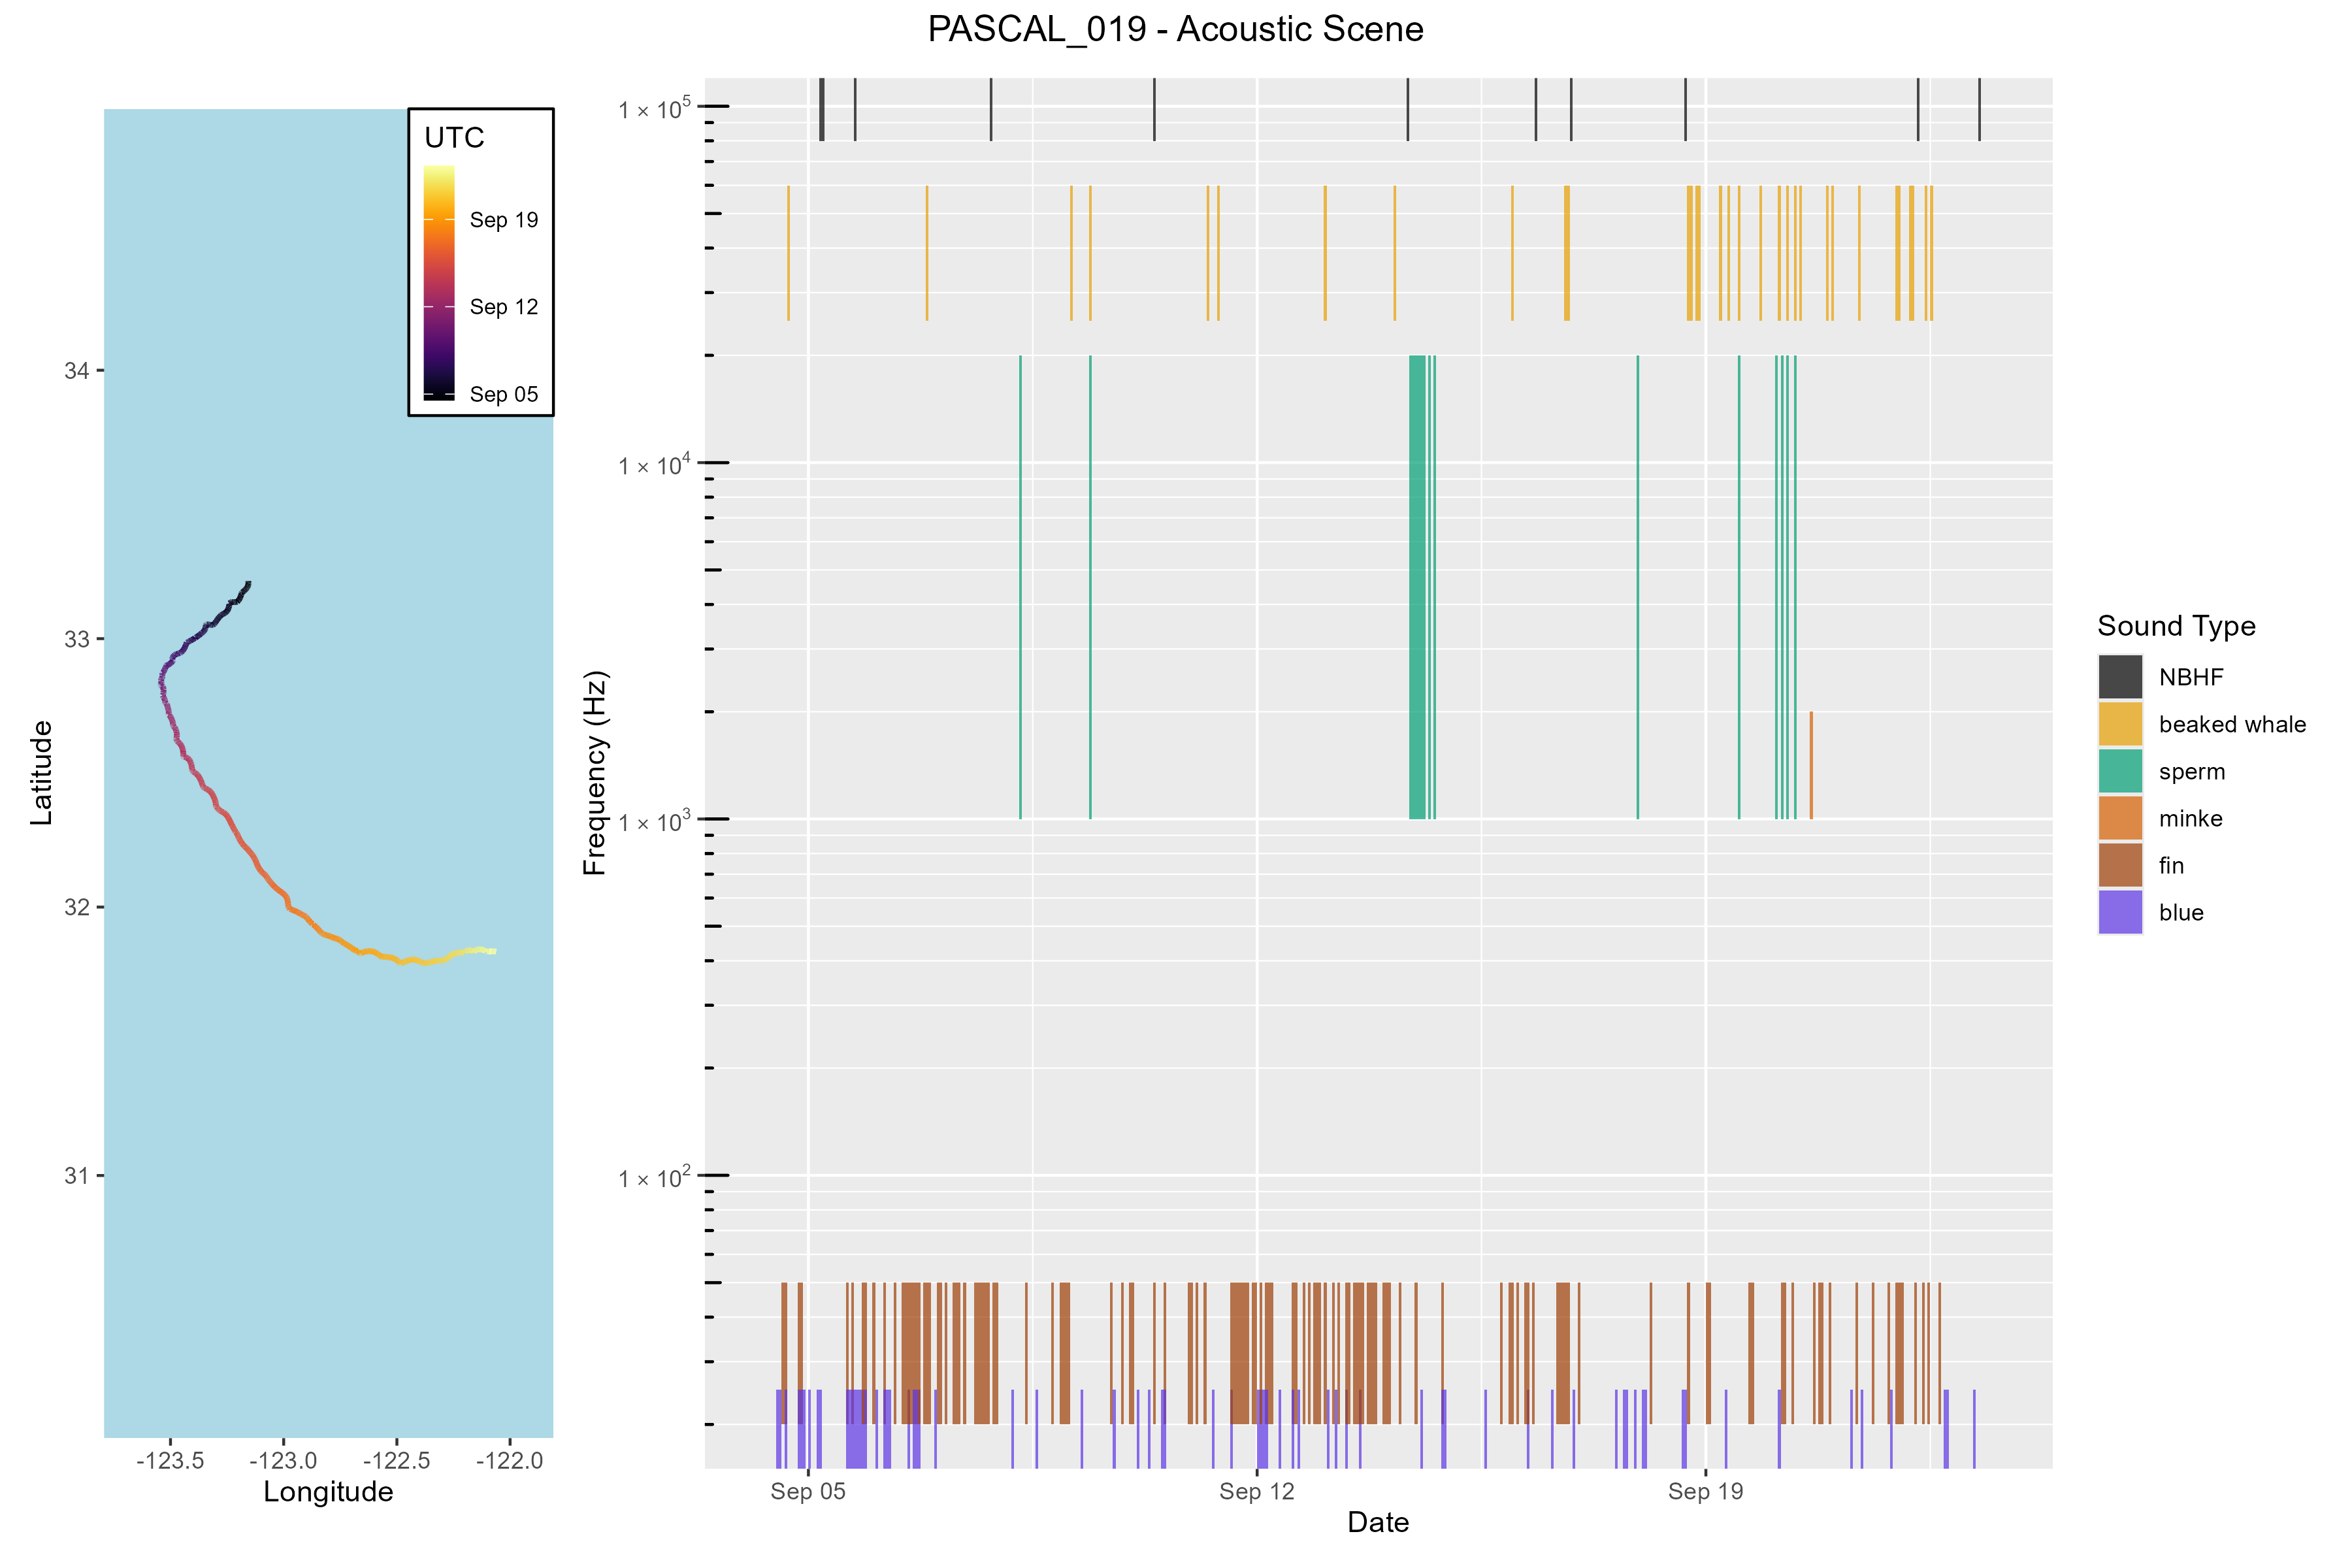 PASCAL_019 - Acoustic Scene
UTC
Sep 19
Sep 12
Sep 05
34
33
32
31
Latitude
-123.5
-123.0
-122.5
-122.0
Longitude
1 × 10⁵
1 × 10⁴
1 × 10³
1 × 10²
Frequency (Hz)
Sep 05
Sep 12
Sep 19
Date
Sound Type
NBHF
beaked whale
sperm
minke
fin
blue